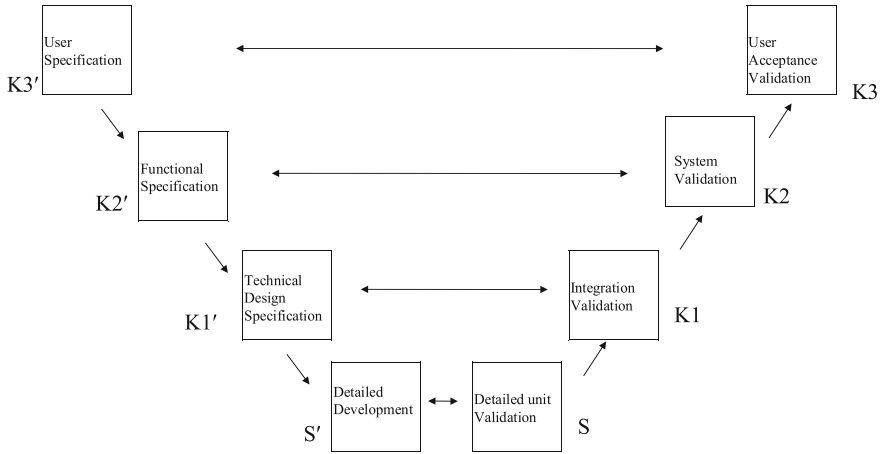 User
Specification
K3′
User
Acceptance
Validation
K3
Functional
Specification
K2′
System
Validation
K2
Technical
Design
Specification
K1′
Integration
Validation
K1
Detailed
Development
S′
Detailed unit
Validation
S